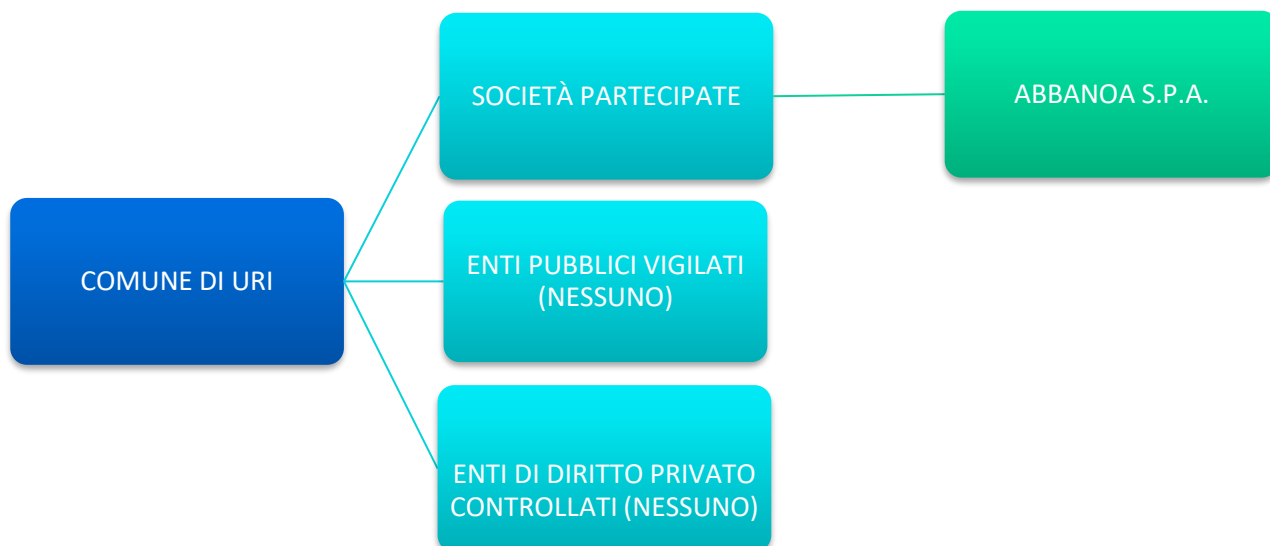 SOCIETÀ PARTECIPATE
ABBANOA S.P.A.
COMUNE DI URI
ENTI PUBBLICI VIGILATI
(NESSUNO)
ENTI DI DIRITTO PRIVATO
CONTROLLATI (NESSUNO)